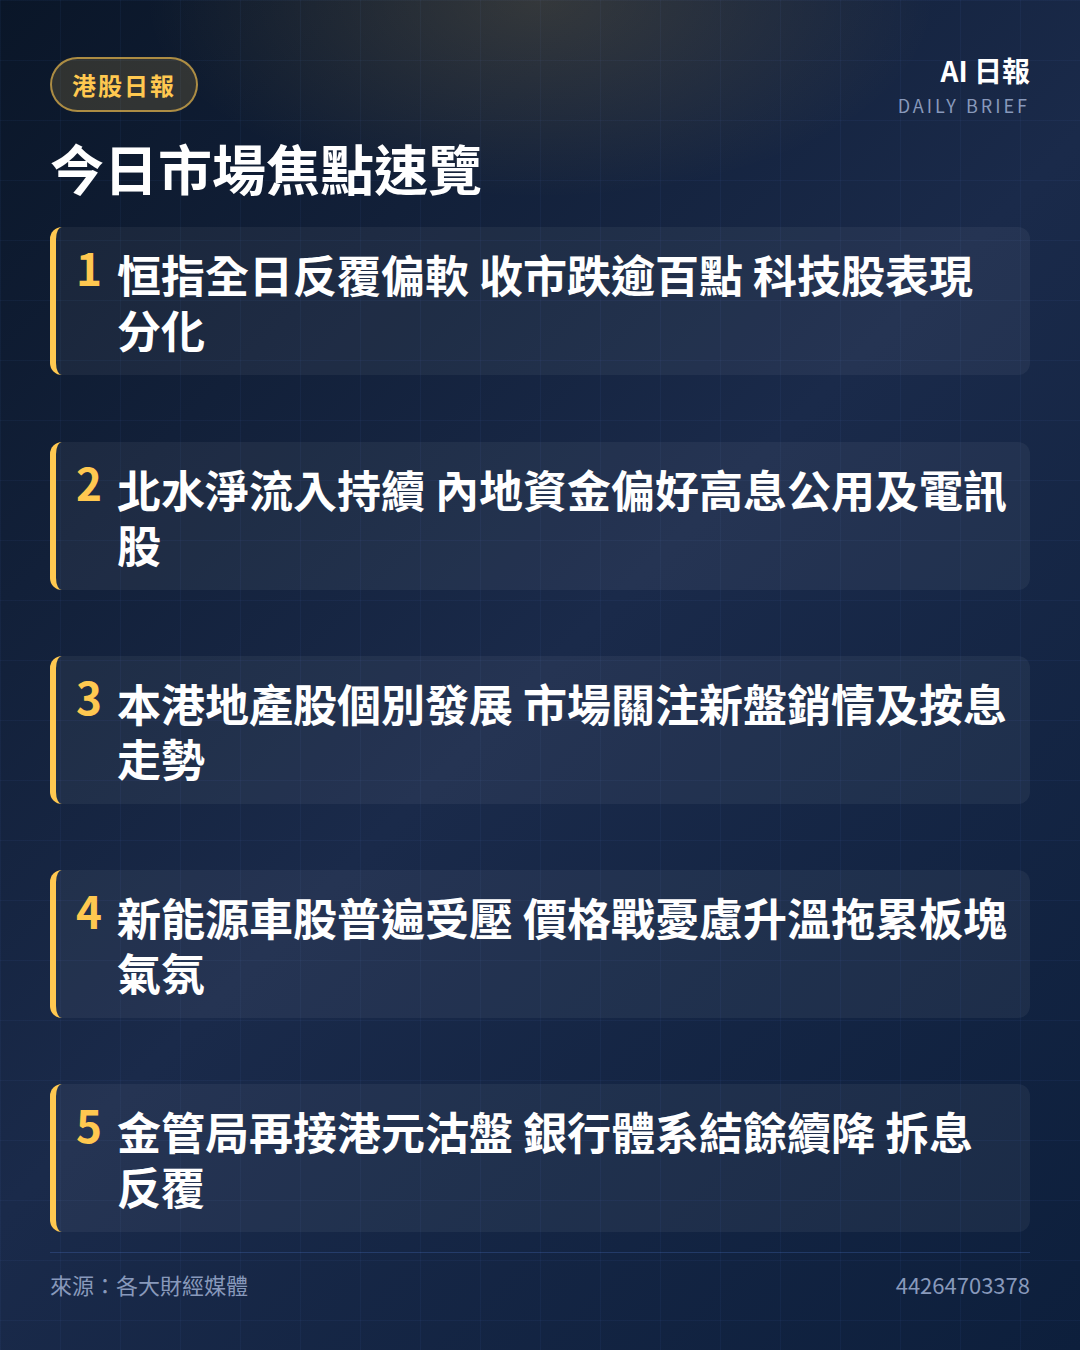 港股日報
AI 日報
DAILY BRIEF
今日市場焦點速覽
1 恒指全日反覆偏軟 收市跌逾百點 科技股表現
分化
2 北水淨流入持續 內地資金偏好高息公用及電訊
股
3 本港地產股個別發展 市場關注新盤銷情及按息
走勢
4 新能源車股普遍受壓 價格戰憂慮升溫拖累板塊
氣氛
5 金管局再接港元沽盤 銀行體系結餘續降 拆息
反覆
來源：各大財經媒體
44264703378